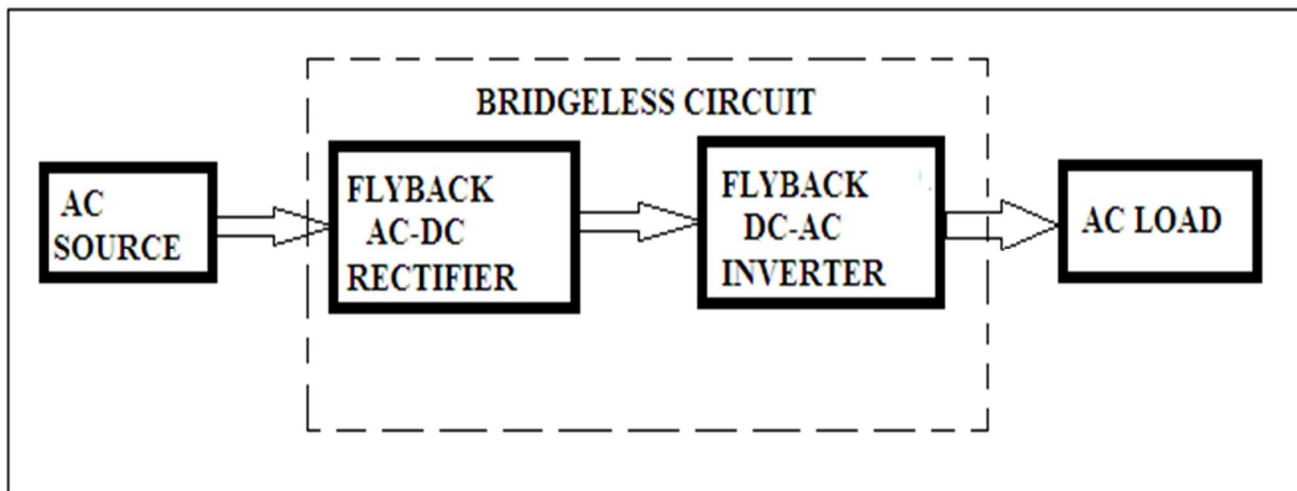 BRIDGELESS CIRCUIT
AC
SOURCE
FLYBACK
AC-DC
RECTIFIER
FLYBACK
DC-AC
INVERTER
AC LOAD